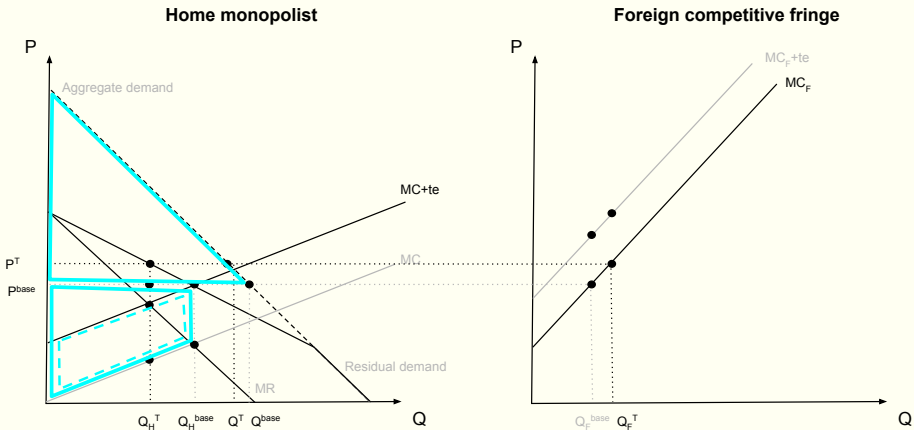 Home monopolist
Foreign competitive fringe
P
P
Aggregate demand
MC_F+te
MC_F
MC+te
MC
P^T
P^base
Residual demand
MR
Q_H^T
Q_H^base
Q^T
Q^base
Q
Q_F^base
Q_F^T
Q